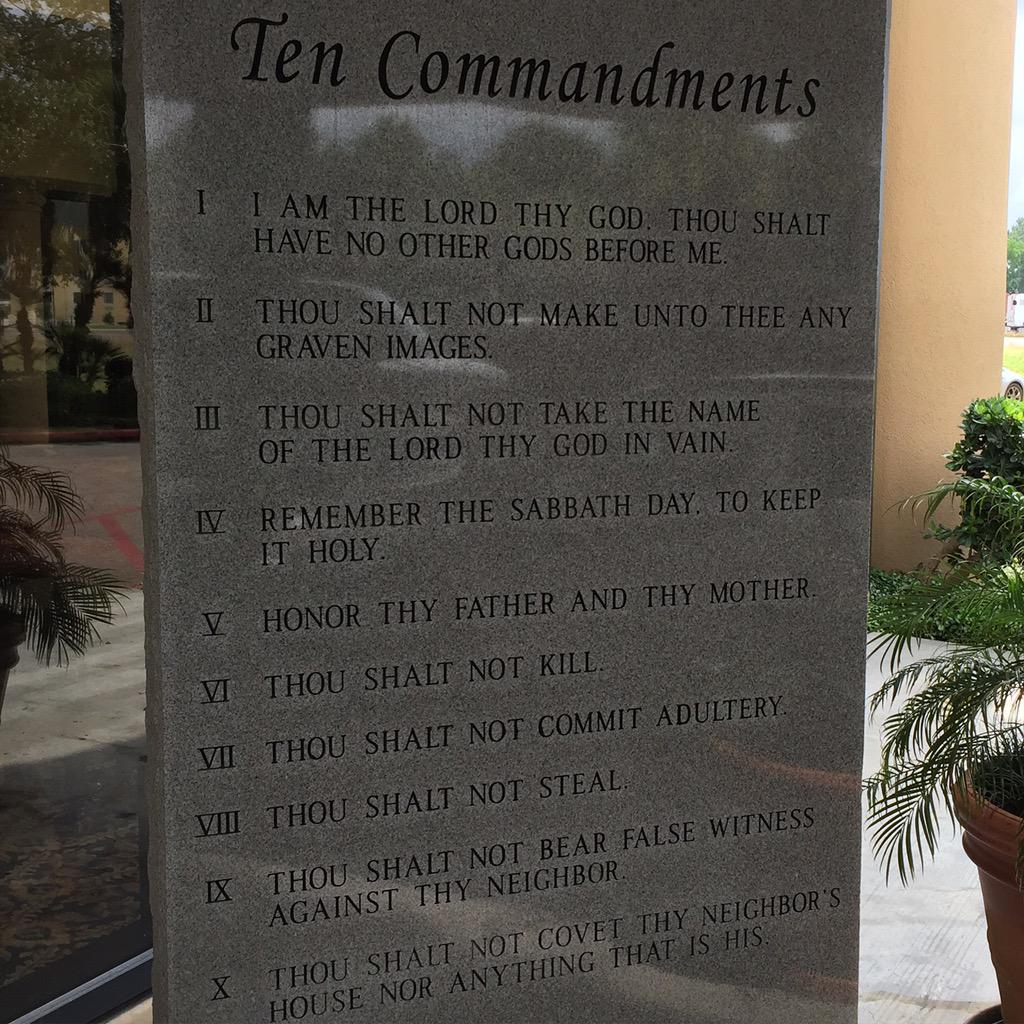 Ten Commandments
I I AM THE LORD THY GOD. THOU SHALT
HAVE NO OTHER GODS BEFORE ME.
II THOU SHALT NOT MAKE UNTO THEE ANY
GRAVEN IMAGES.
III THOU SHALT NOT TAKE THE NAME
OF THE LORD THY GOD IN VAIN.
IV REMEMBER THE SABBATH DAY, TO KEEP
IT HOLY.
V HONOR THY FATHER AND THY MOTHER.
VI THOU SHALT NOT KILL.
VII THOU SHALT NOT COMMIT ADULTERY.
VIII THOU SHALT NOT STEAL.
IX THOU SHALT NOT BEAR FALSE WITNESS
AGAINST THY NEIGHBOR.
X THOU SHALT NOT COVET THY NEIGHBOR'S
HOUSE NOR ANYTHING THAT IS HIS.